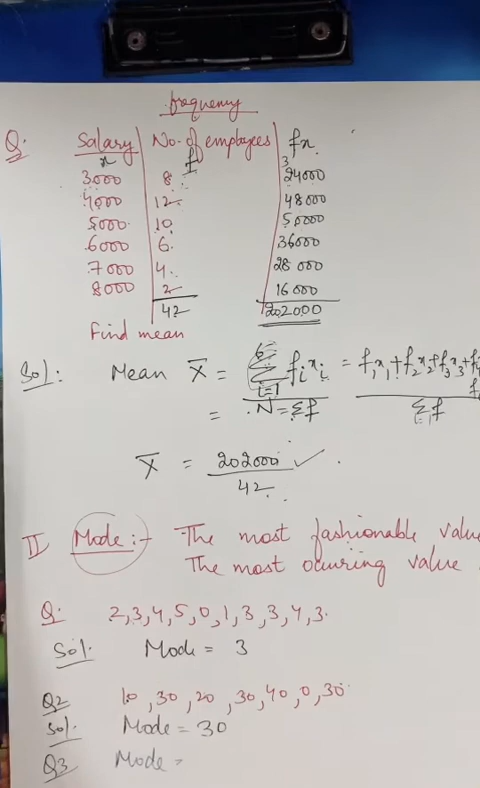 frequency
Q. Salary x No. of employees f fx
3000 8 24000
4000 12 48000
5000 10 50000
6000 6 36000
7000 4 28000
8000 2 16000
42 202000
Find mean
Sol: Mean X̄ = 6 Σ i=1 fᵢxᵢ / N = Σf = f₁x₁+f₂x₂+f₃x₃+f
= Σf
X̄ = 202000 / 42 ✓
II Mode:- The most fashionable value
The most occuring value
Q. 2,3,4,5,0,1,3,3,4,3.
Sol. Mode = 3
Q2 10,30,20,30,40,0,30
Sol. Mode = 30
Q3 Mode =